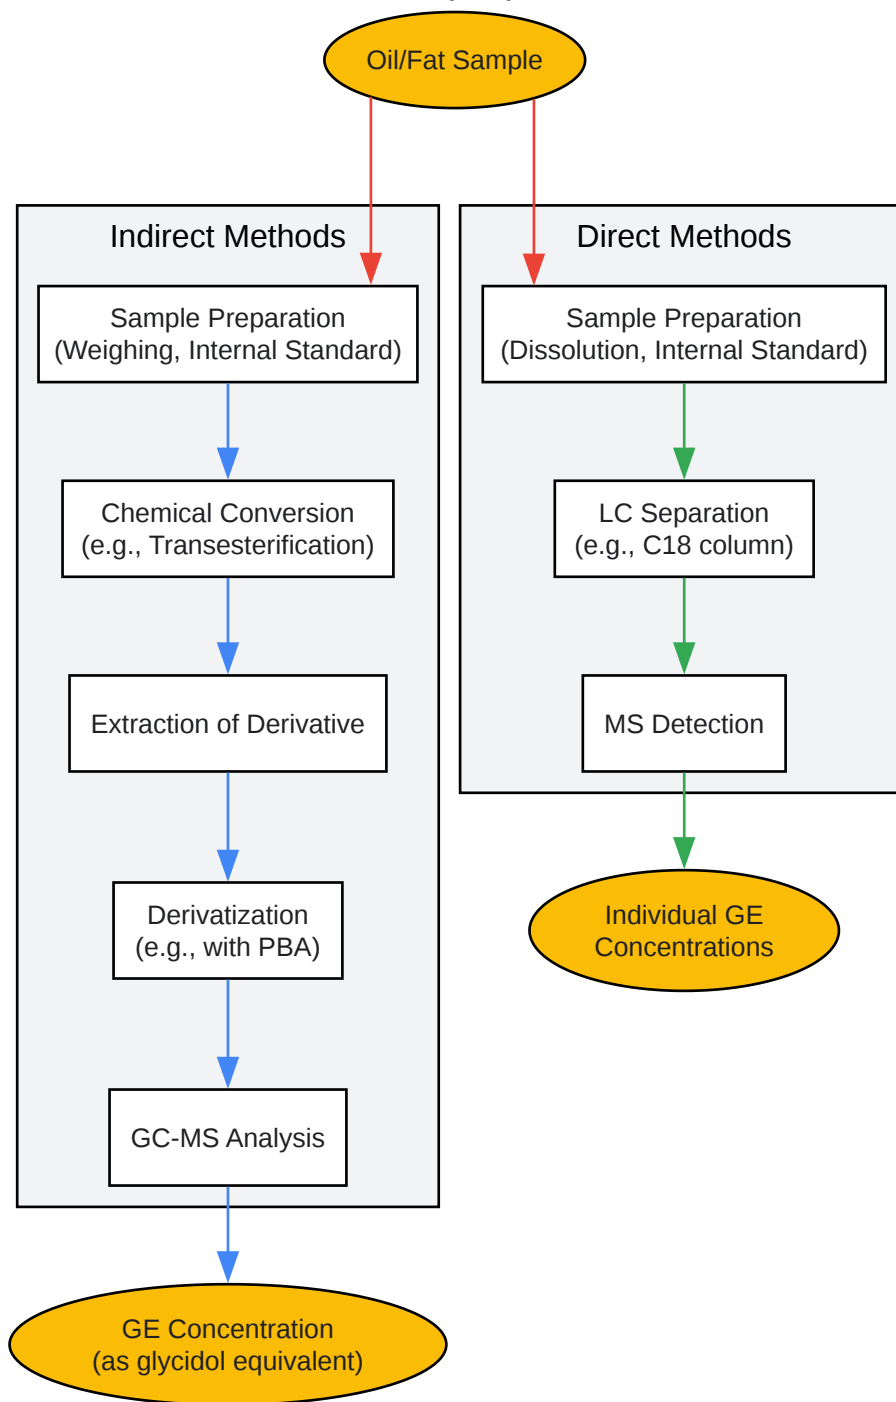 Oil/Fat Sample
Indirect Methods
Sample Preparation
(Weighing, Internal Standard)
Chemical Conversion
(e.g., Transesterification)
Extraction of Derivative
Derivatization
(e.g., with PBA)
GC-MS Analysis
GE Concentration
(as glycidol equivalent)
Direct Methods
Sample Preparation
(Dissolution, Internal Standard)
LC Separation
(e.g., C18 column)
MS Detection
Individual GE
Concentrations